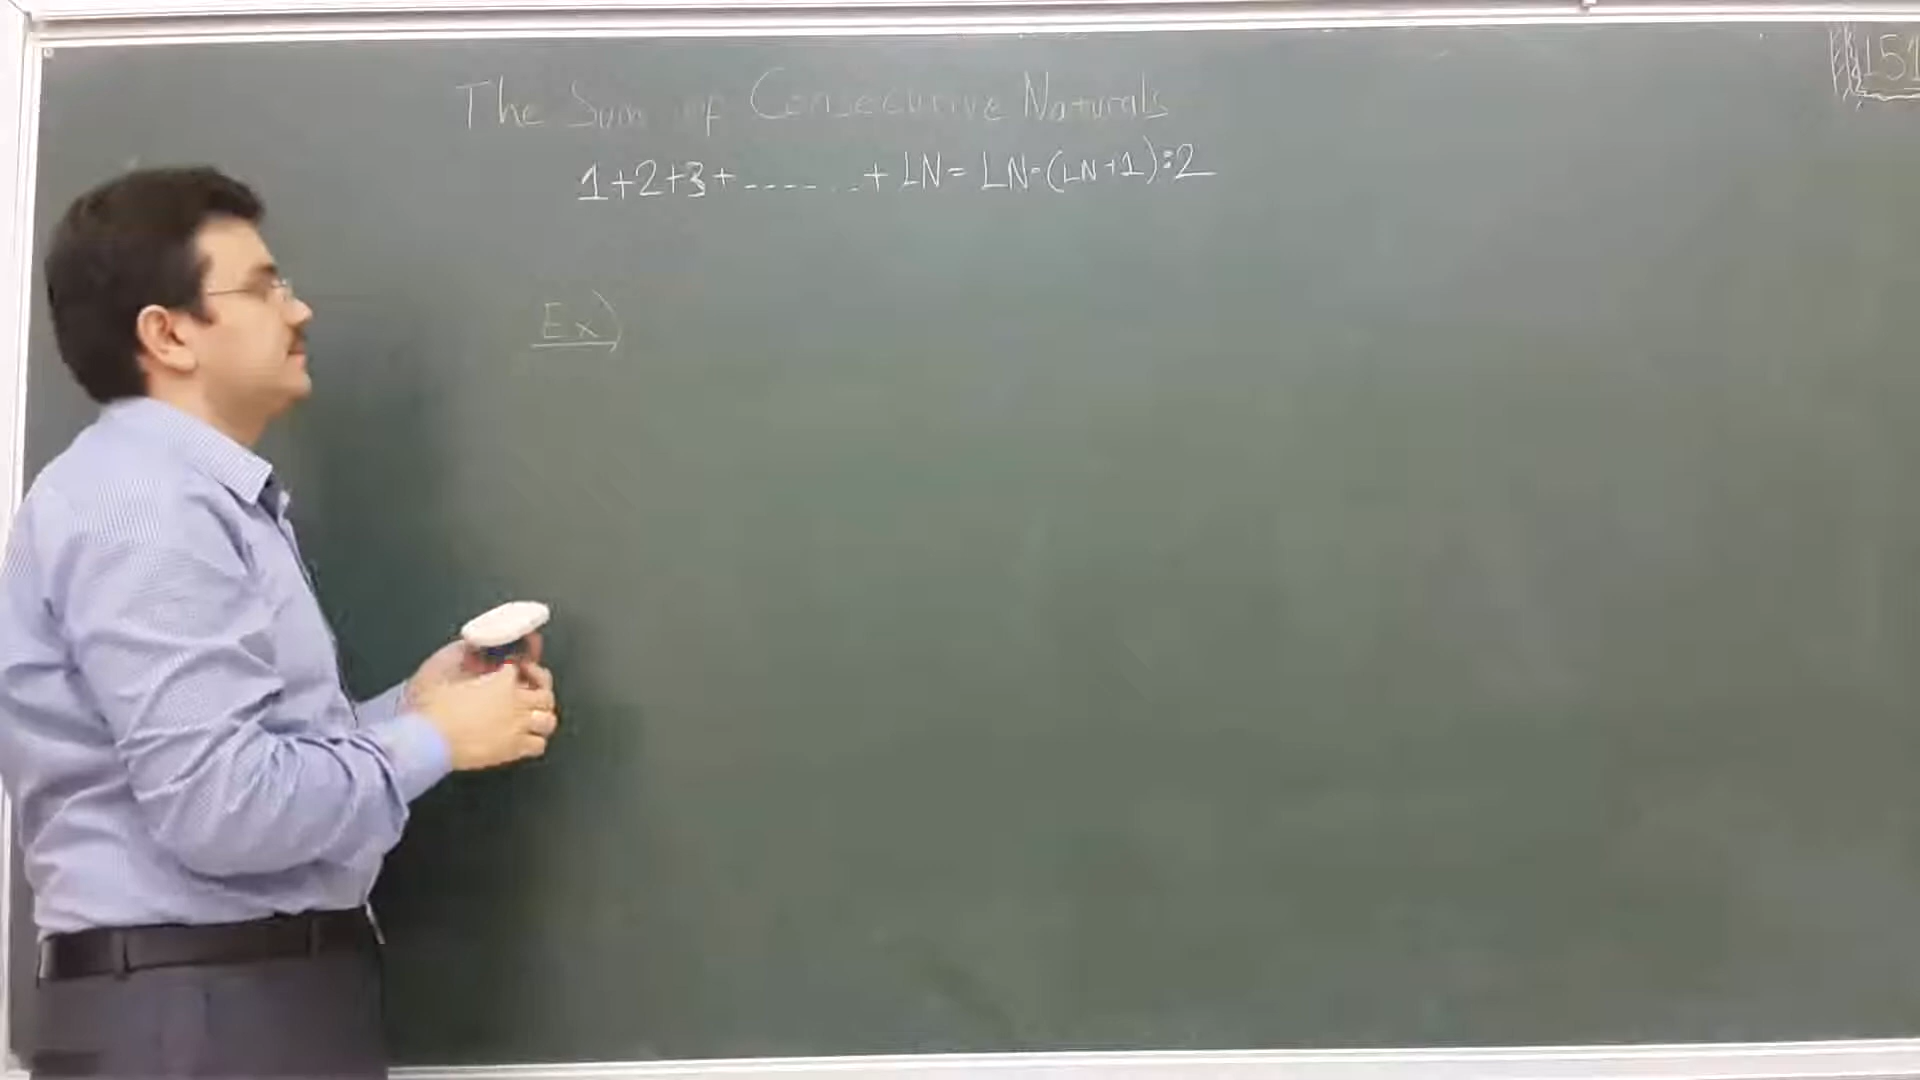 The Sum of Consecutive Naturals
1+2+3+------..+ LN= LN·(LN+1):2
Ex)
151